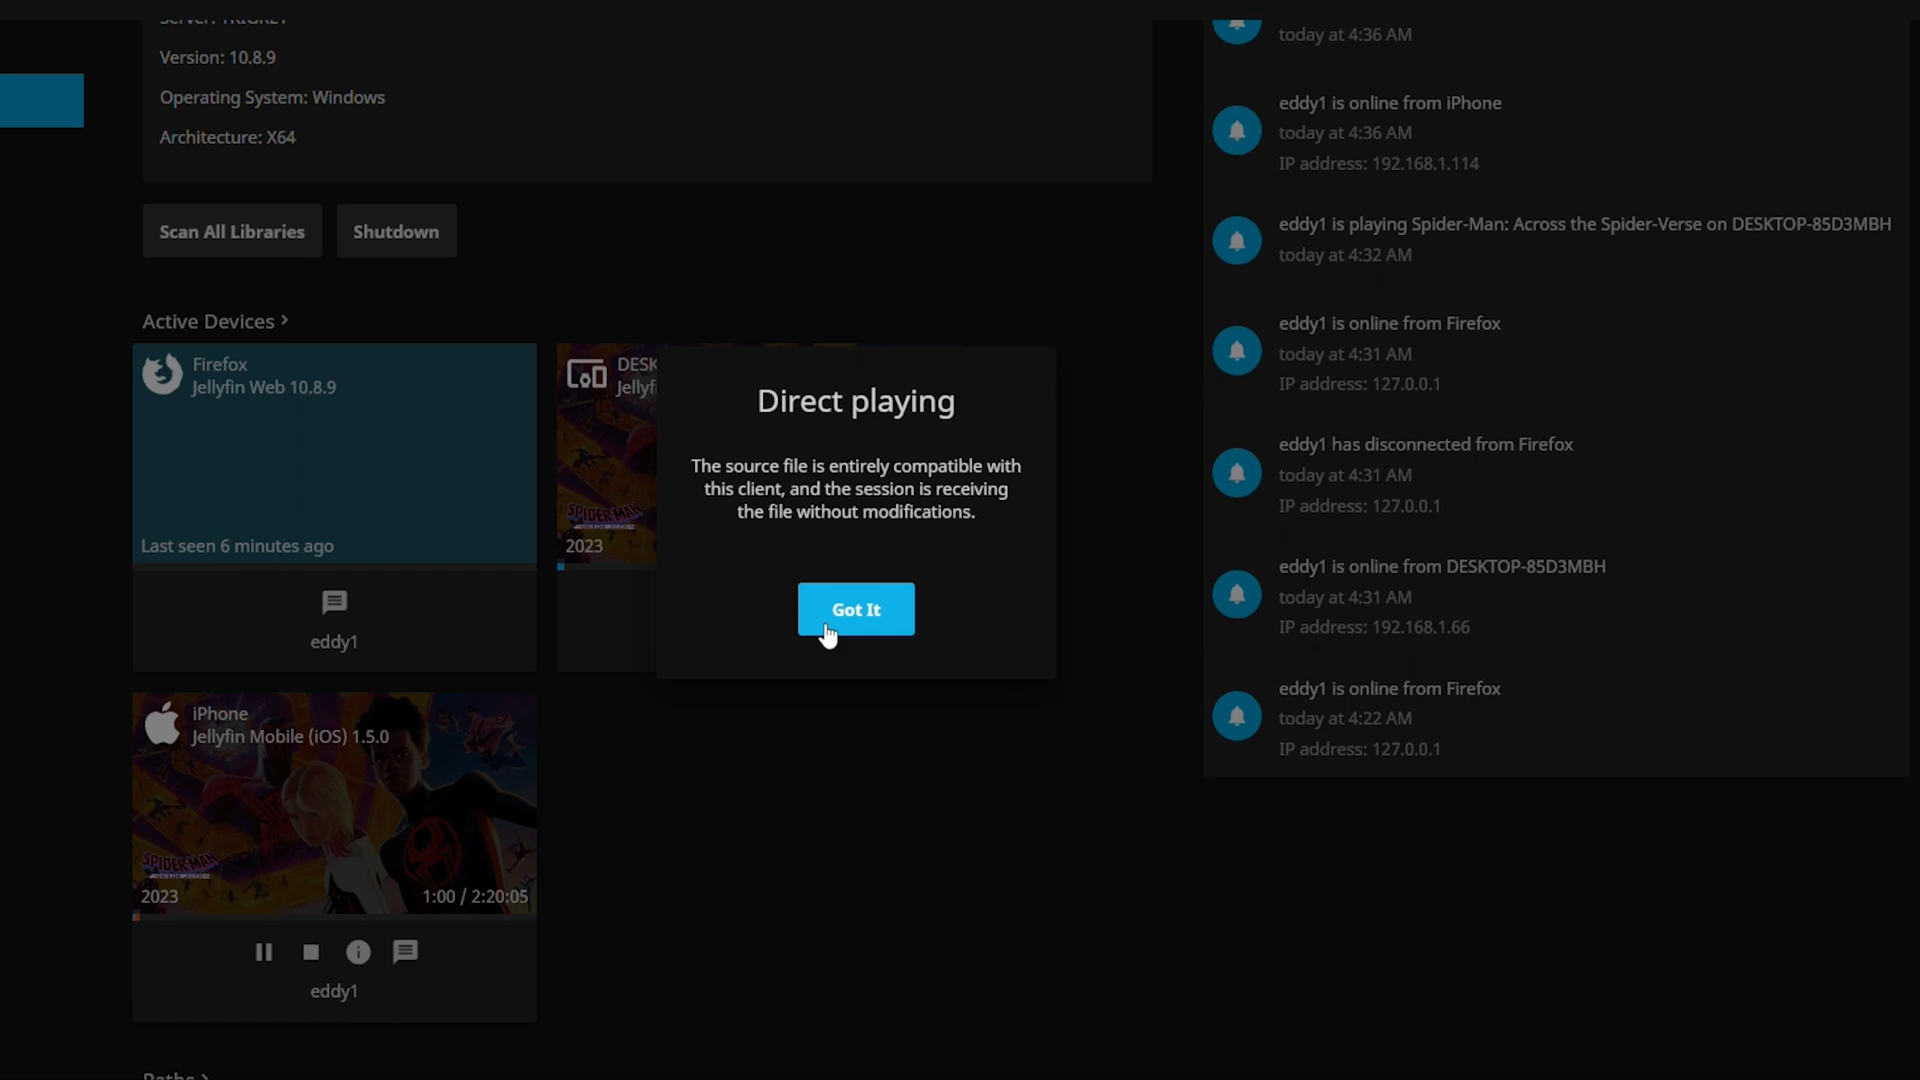 Version: 10.8.9
Operating System: Windows
Architecture: X64
Scan All Libraries
Shutdown
Active Devices
Firefox
Jellyfin Web 10.8.9
Last seen 6 minutes ago
eddy1
2023
Direct playing
The source file is entirely compatible with
this client, and the session is receiving
the file without modifications.
Got It
iPhone
Jellyfin Mobile (iOS) 1.5.0
SPIDER-MAN
2023
1:00 / 2:20:05
eddy1
today at 4:36 AM
eddy1 is online from iPhone
today at 4:36 AM
IP address: 192.168.1.114
eddy1 is playing Spider-Man: Across the Spider-Verse on DESKTOP-85D3MBH
today at 4:32 AM
eddy1 is online from Firefox
today at 4:31 AM
IP address: 127.0.0.1
eddy1 has disconnected from Firefox
today at 4:31 AM
IP address: 127.0.0.1
eddy1 is online from DESKTOP-85D3MBH
today at 4:31 AM
IP address: 192.168.1.66
eddy1 is online from Firefox
today at 4:22 AM
IP address: 127.0.0.1